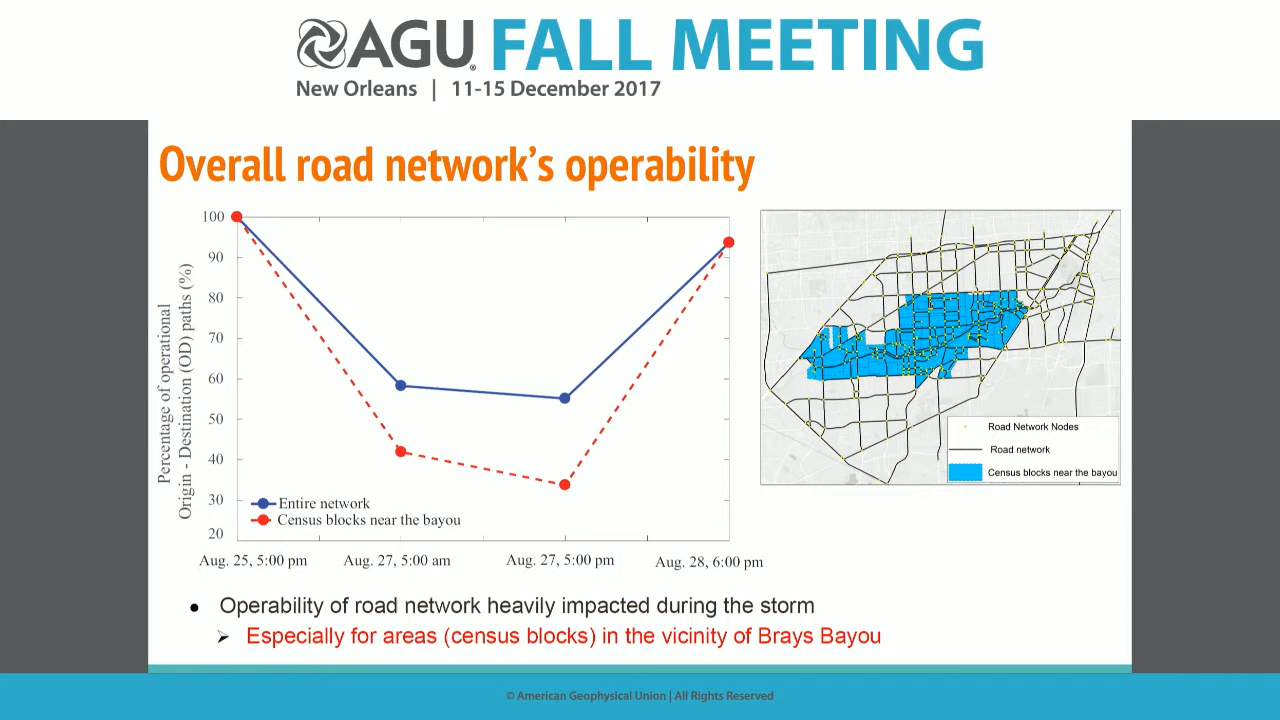 AGU FALL MEETING
New Orleans | 11-15 December 2017
Overall road network's operability
Percentage of operational
Origin - Destination (OD) paths (%)
100
90
80
70
60
50
40
30
20
Entire network
Census blocks near the bayou
Aug. 25, 5:00 pm
Aug. 27, 5:00 am
Aug. 27, 5:00 pm
Aug. 28, 6:00 pm
Road Network Nodes
Road network
Census blocks near the bayou
● Operability of road network heavily impacted during the storm
➢ Especially for areas (census blocks) in the vicinity of Brays Bayou
© American Geophysical Union | All Rights Reserved